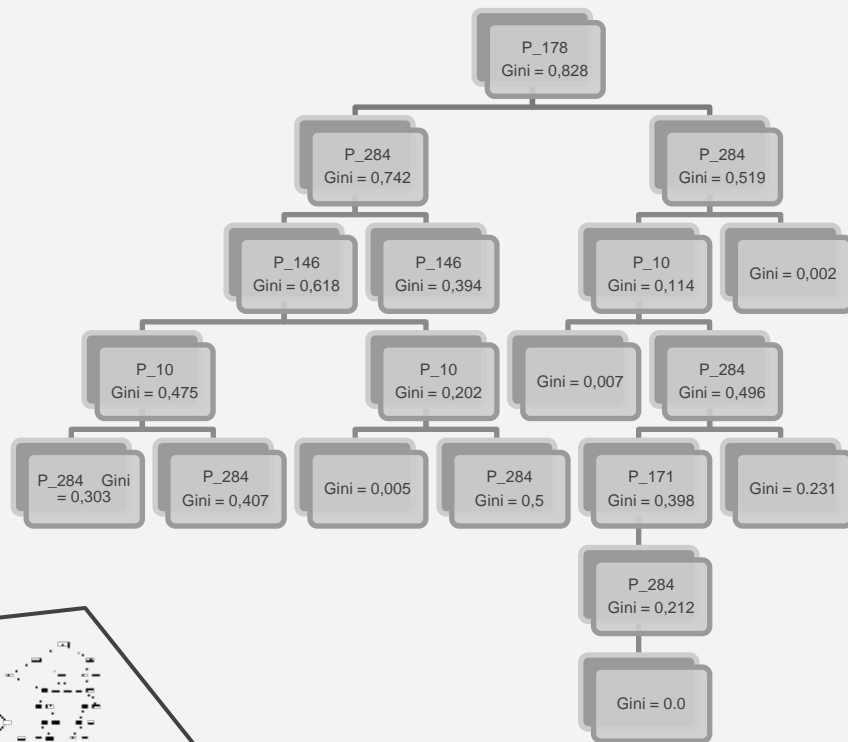 P_178
Gini = 0,828
P_284
Gini = 0,742
P_284
Gini = 0,519
P_146
Gini = 0,618
P_146
Gini = 0,394
P_10
Gini = 0,114
Gini = 0,002
P_10
Gini = 0,475
P_10
Gini = 0,202
Gini = 0,007
P_284
Gini = 0,496
P_284 Gini
= 0,303
P_284
Gini = 0,407
Gini = 0,005
P_284
Gini = 0,5
P_171
Gini = 0,398
Gini = 0.231
P_284
Gini = 0,212
Gini = 0.0